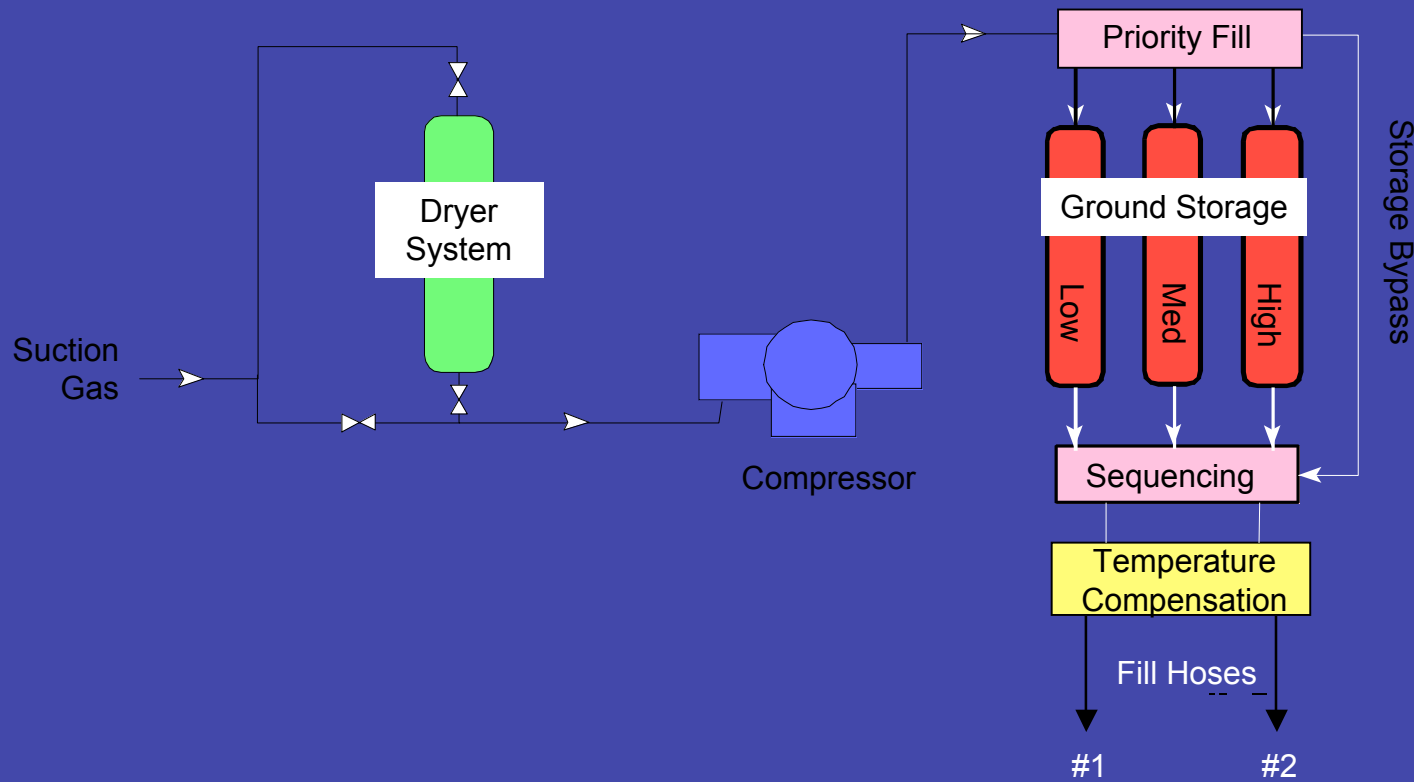 Priority Fill
Storage Bypass
Dryer
System
Ground Storage
Low
Med
High
Suction
Gas
Compressor
Sequencing
Temperature
Compensation
Fill Hoses
#1
#2